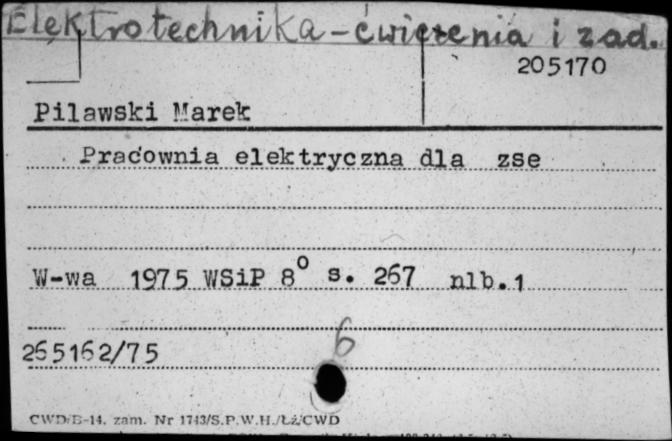 Elektrotechnika - ćwiczenia i zad.
205170
Pilawski Marek
Pracownia elektryczna dla zse
W-wa 1975 WSiP 8° s. 267 nlb.1
6
265162/75
CWD/B-14. zam. Nr 1743/S.P.W.H./Łż/CWD